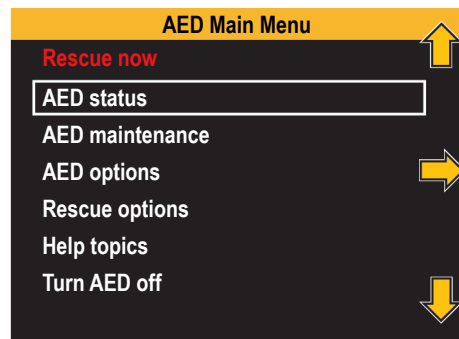 AED Main Menu
Rescue now
AED status
AED maintenance
AED options
Rescue options
Help topics
Turn AED off